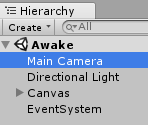 Hierarchy
Create All
Awake
Main Camera
Directional Light
Canvas
EventSystem